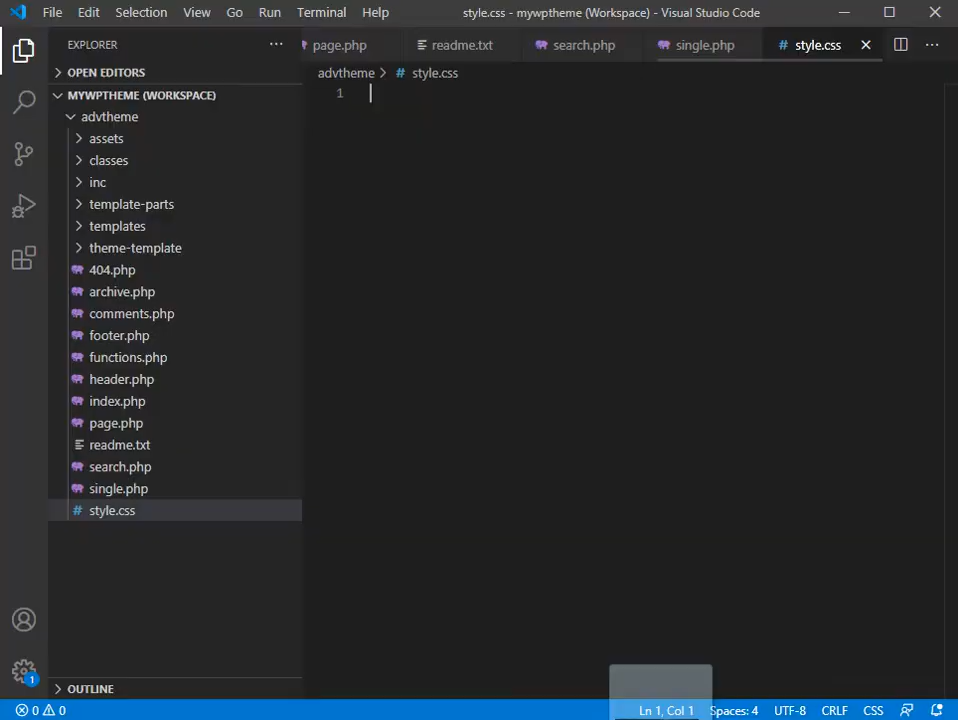 File Edit Selection View Go Run Terminal Help style.css - mywptheme (Workspace) - Visual Studio Code
EXPLORER
page.php readme.txt search.php single.php # style.css
OPEN EDITORS
advtheme > # style.css
MYWPTHEME (WORKSPACE)
1
advtheme
assets
classes
inc
template-parts
templates
theme-template
404.php
archive.php
comments.php
footer.php
functions.php
header.php
index.php
page.php
readme.txt
search.php
single.php
# style.css
1
OUTLINE
0 0 Ln 1, Col 1 Spaces: 4 UTF-8 CRLF CSS